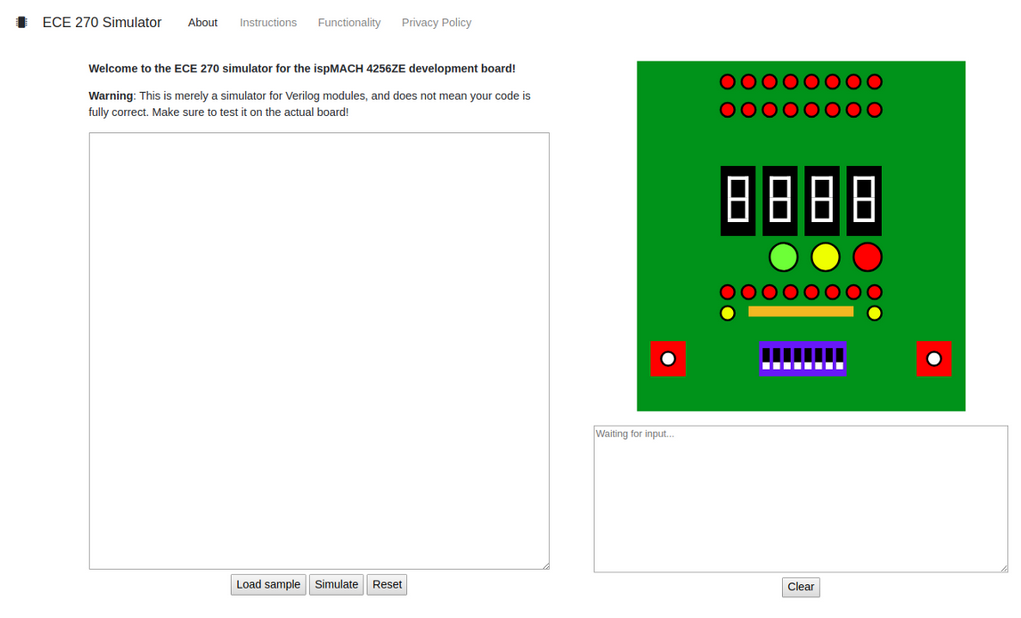 ECE 270 Simulator About Instructions Functionality Privacy Policy
Welcome to the ECE 270 simulator for the ispMACH 4256ZE development board!
Warning: This is merely a simulator for Verilog modules, and does not mean your code is
fully correct. Make sure to test it on the actual board!
Waiting for input...
Load sample Simulate Reset
Clear